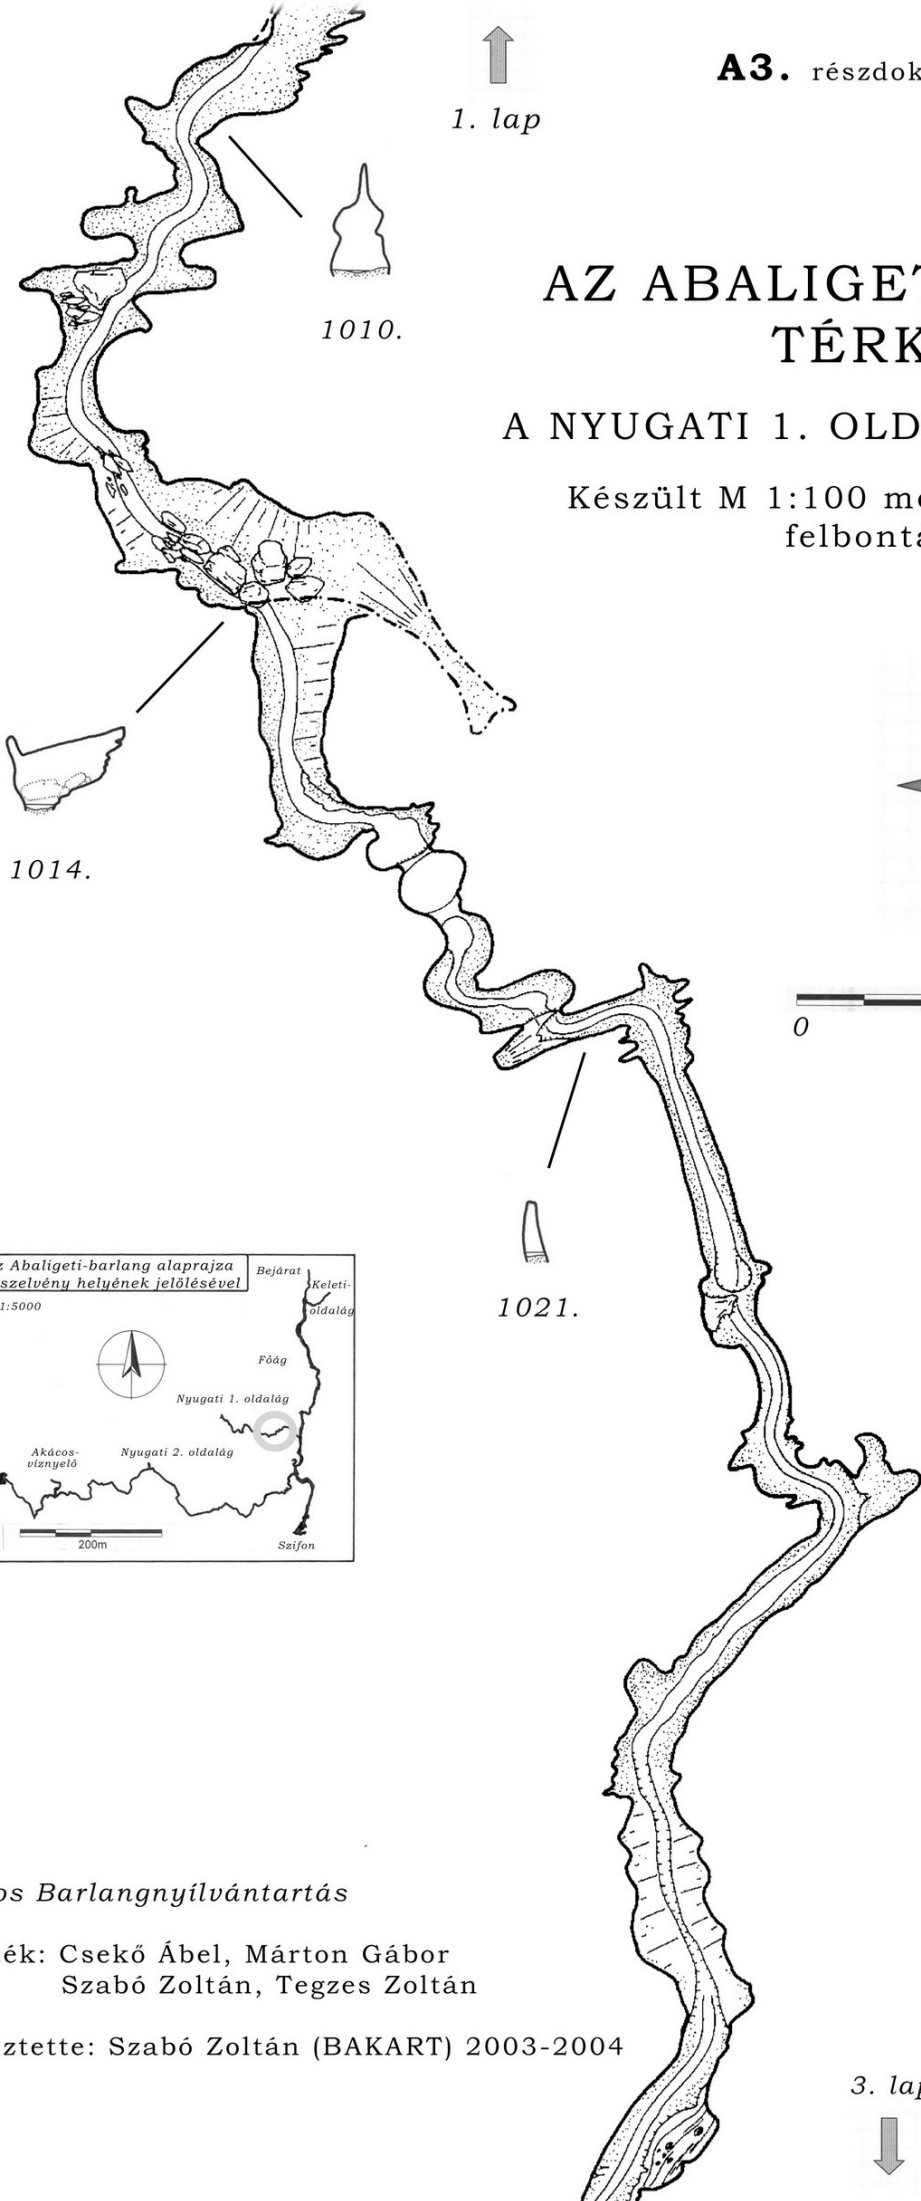 1. lap
A3. részdok
AZ ABALIGET
TÉRK
1010.
A NYUGATI 1. OLD
Készült M 1:100 mé
felbontá
1014.
0
1021.
z Abaligeti-barlang alaprajza
szelvény helyének jelölésével
1:5000
Bejárat
Keleti-
oldalág
Főág
Nyugati 1. oldalág
Akácos-
víznyelő
Nyugati 2. oldalág
200m
Szifon
os Barlangnyílvántartás
ék: Csekő Ábel, Márton Gábor
Szabó Zoltán, Tegzes Zoltán
ztette: Szabó Zoltán (BAKART) 2003-2004
3. lap